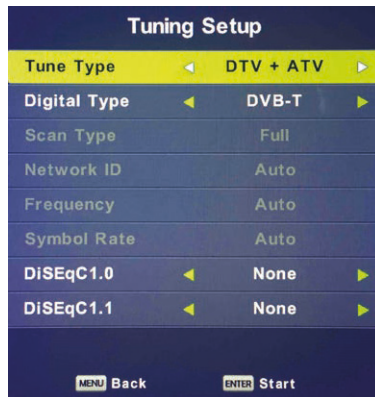 Tuning Setup
Tune Type DTV + ATV
Digital Type DVB-T
Scan Type Full
Network ID Auto
Frequency Auto
Symbol Rate Auto
DiSEqC1.0 None
DiSEqC1.1 None
MENU Back ENTER Start